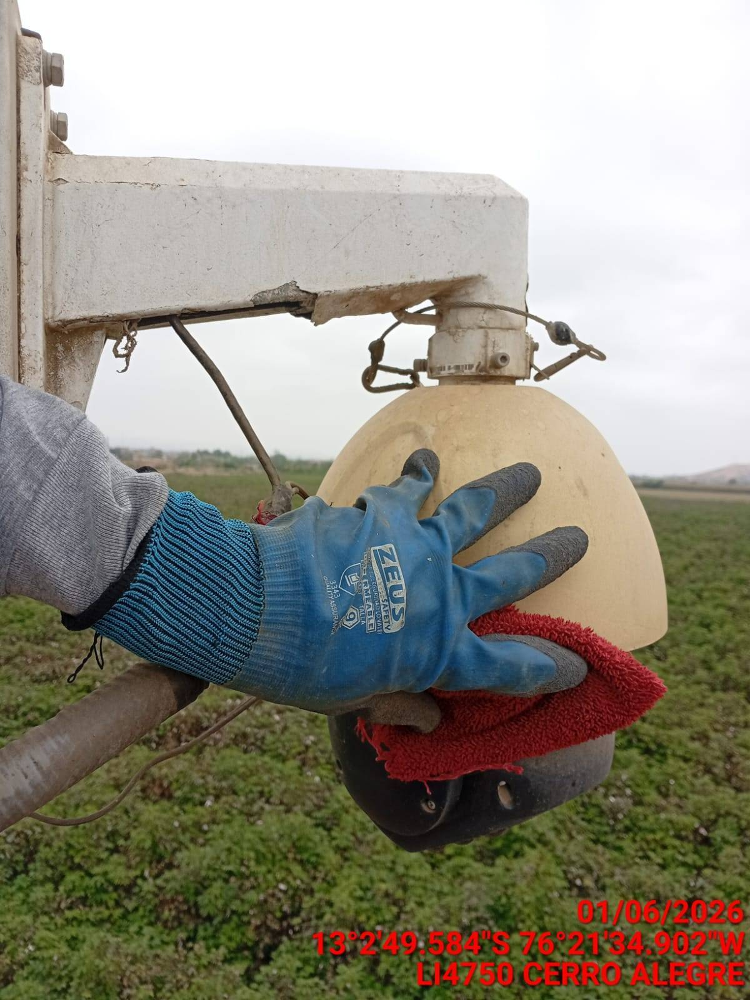 ZEUS
SAFETY
3343
QUALITY ASSURANCE
TALLA
9
01/06/2026
13°2'49.584"S 76°21'34.902"W
LI4750 CERRO ALEGRE